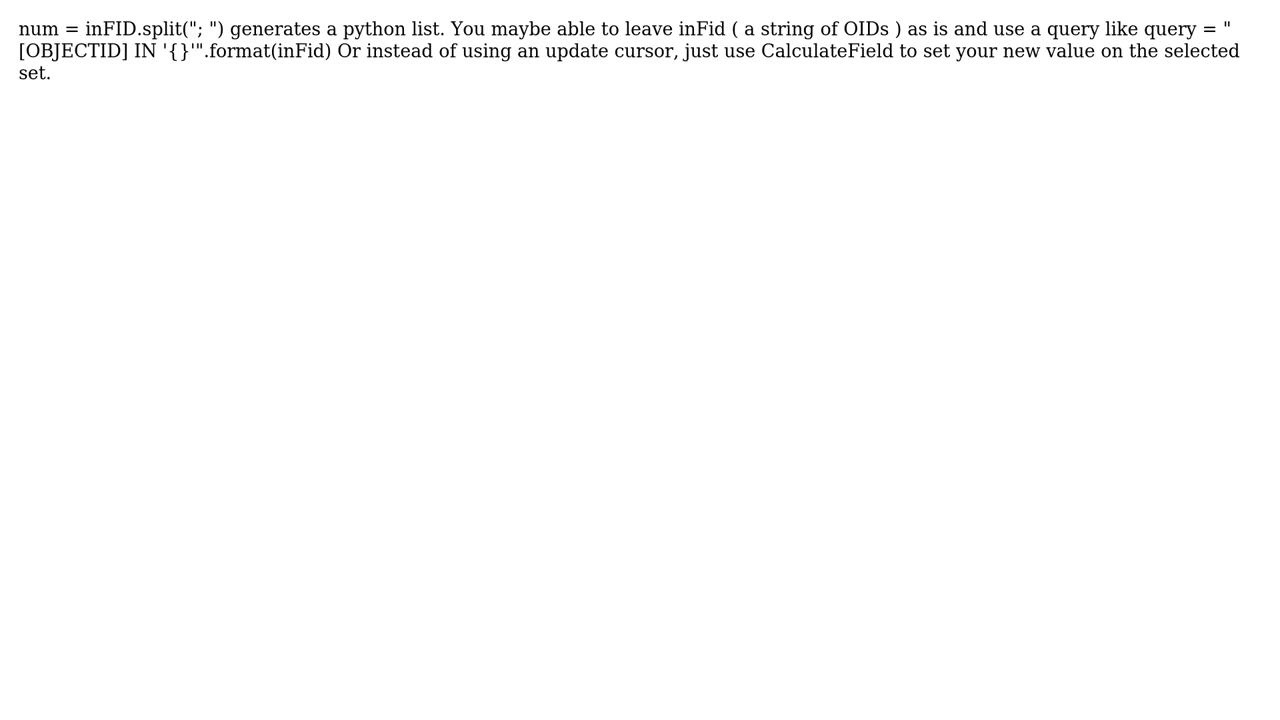 num = inFID.split("; ") generates a python list. You maybe able to leave inFid ( a string of OIDs ) as is and use a query like query = "
[OBJECTID] IN '{}'".format(inFid) Or instead of using an update cursor, just use CalculateField to set your new value on the selected
set.